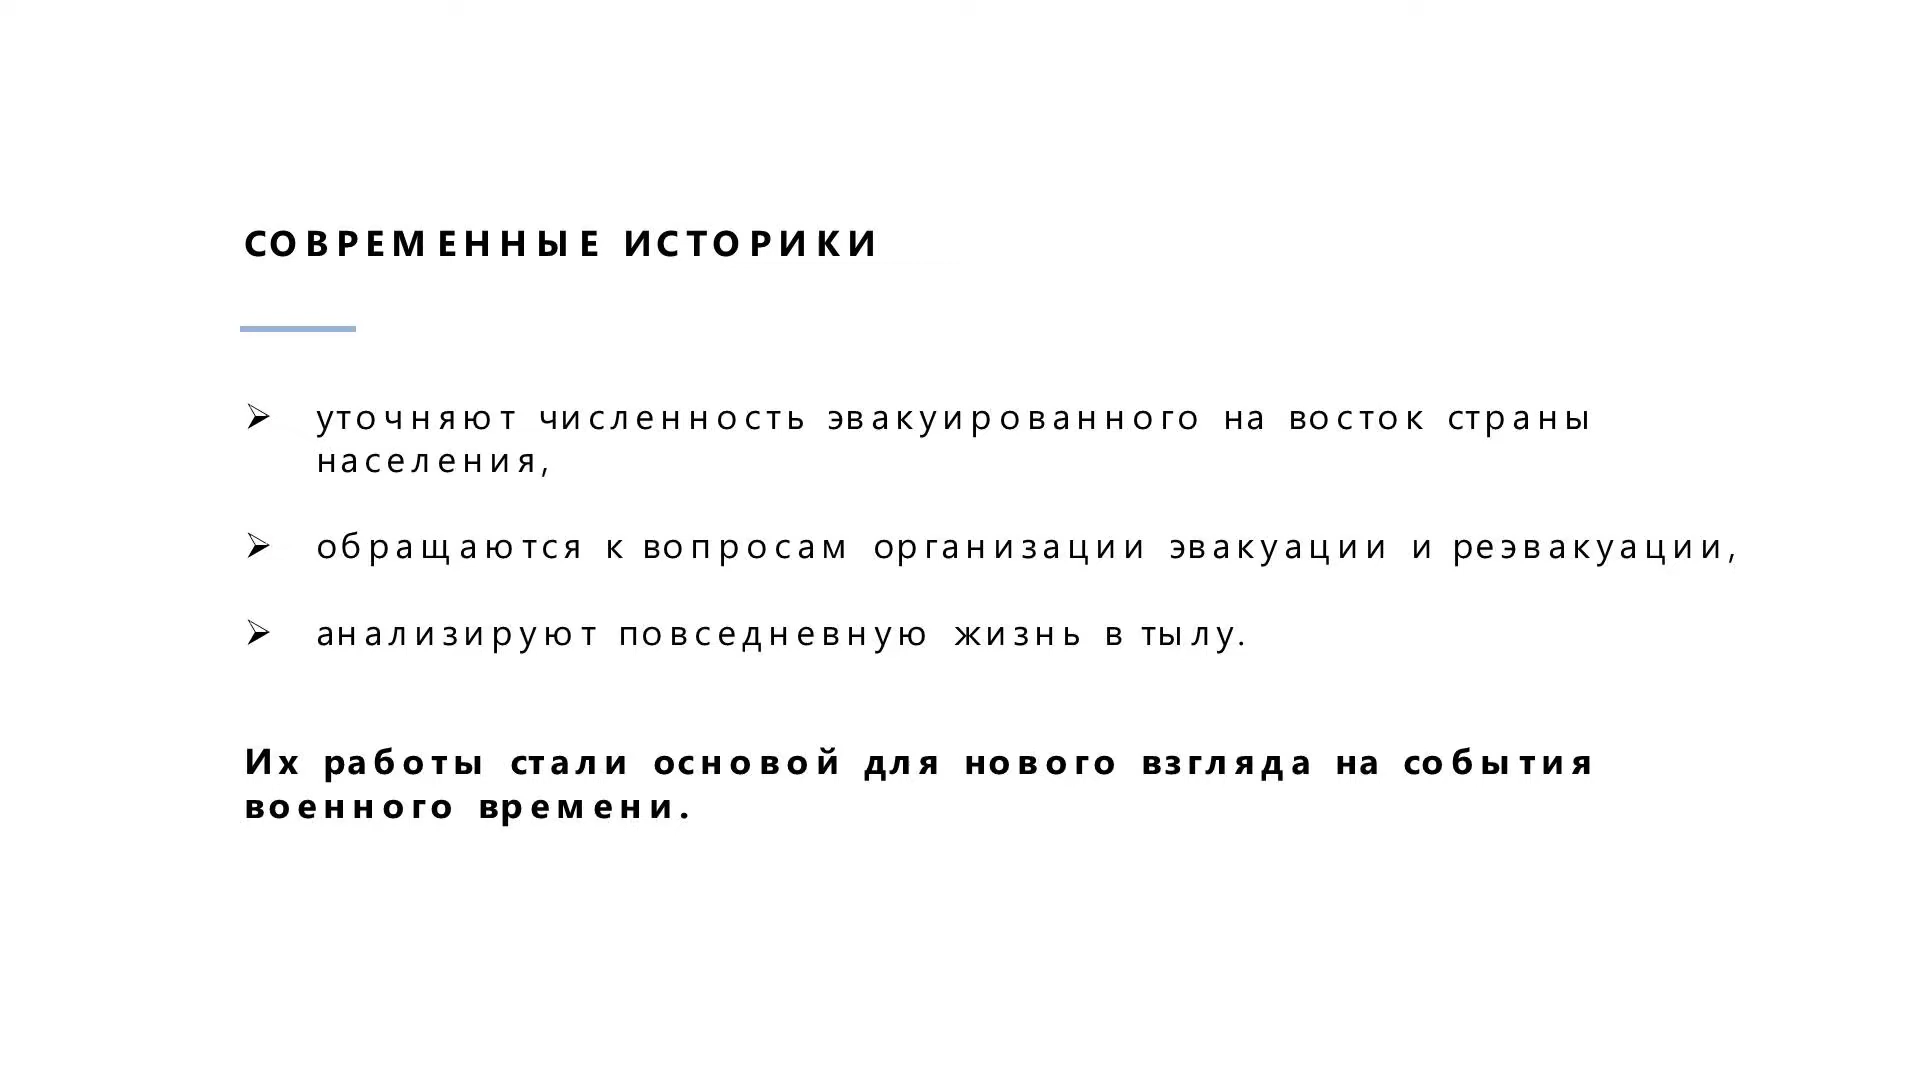 СОВРЕМЕННЫЕ ИСТОРИКИ
➢ уточняют численность эвакуированного на восток страны
населения,
➢ обращаются к вопросам организации эвакуации и реэвакуации,
➢ анализируют повседневную жизнь в тылу.
Их работы стали основой для нового взгляда на события
военного времени.